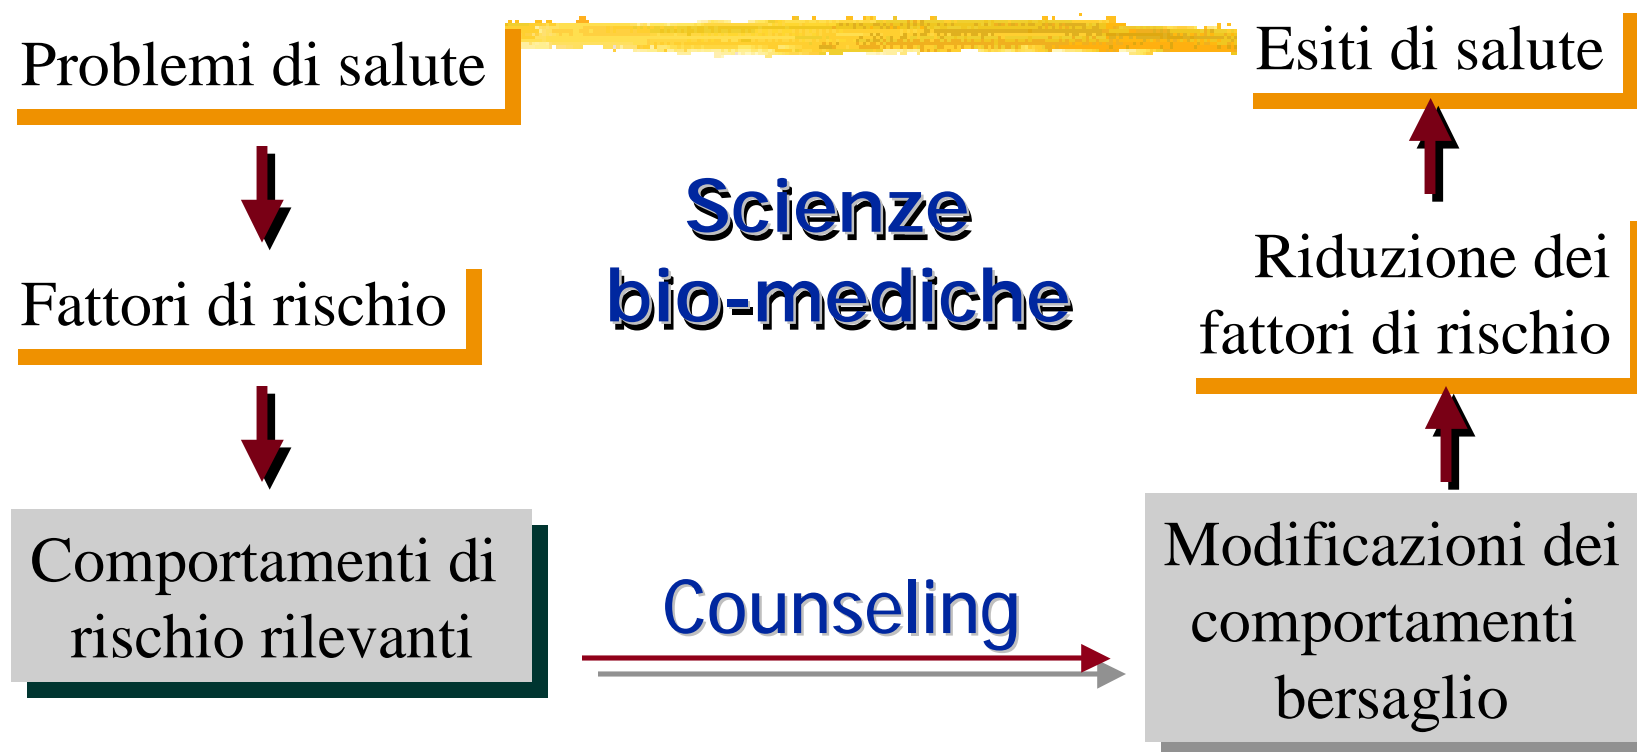 Problemi di salute
Fattori di rischio
Comportamenti di
rischio rilevanti
Scienze
bio-mediche
Counseling
Esiti di salute
Riduzione dei
fattori di rischio
Modificazioni dei
comportamenti
bersaglio